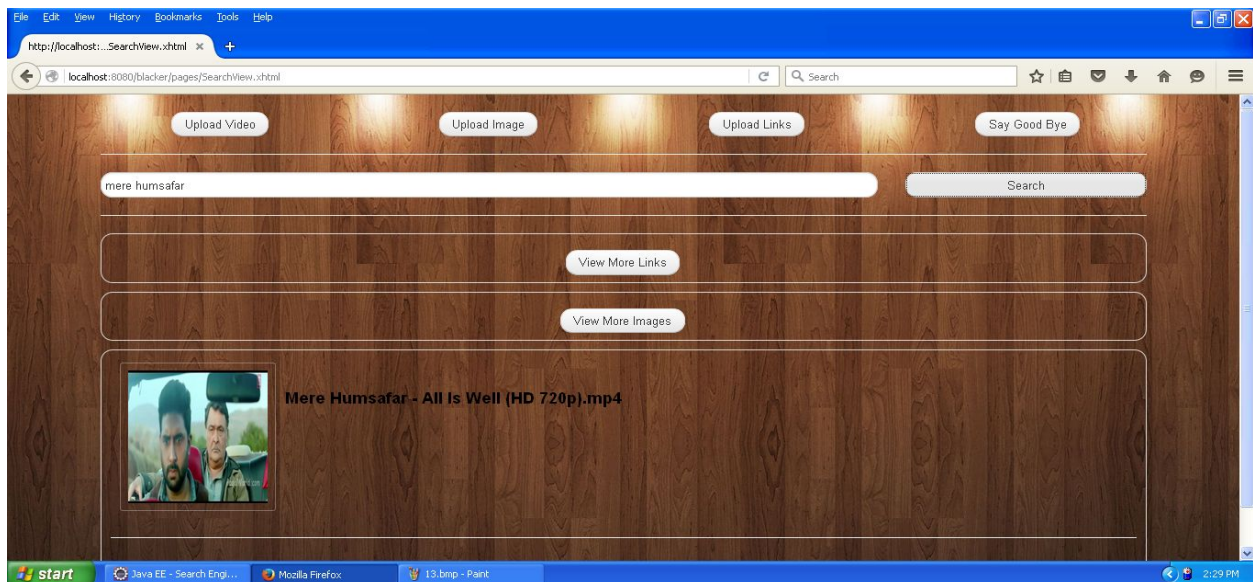 File Edit View History Bookmarks Tools Help
http://localhost:...SearchView.xhtml
localhost:8080/blacker/pages/SearchView.xhtml
Search
Upload Video Upload Image Upload Links Say Good Bye
mere humsafar Search
View More Links
View More Images
Mere Humsafar - All Is Well (HD 720p).mp4
start Java EE - Search Engi... Mozilla Firefox 13.bmp - Paint 2:29 PM